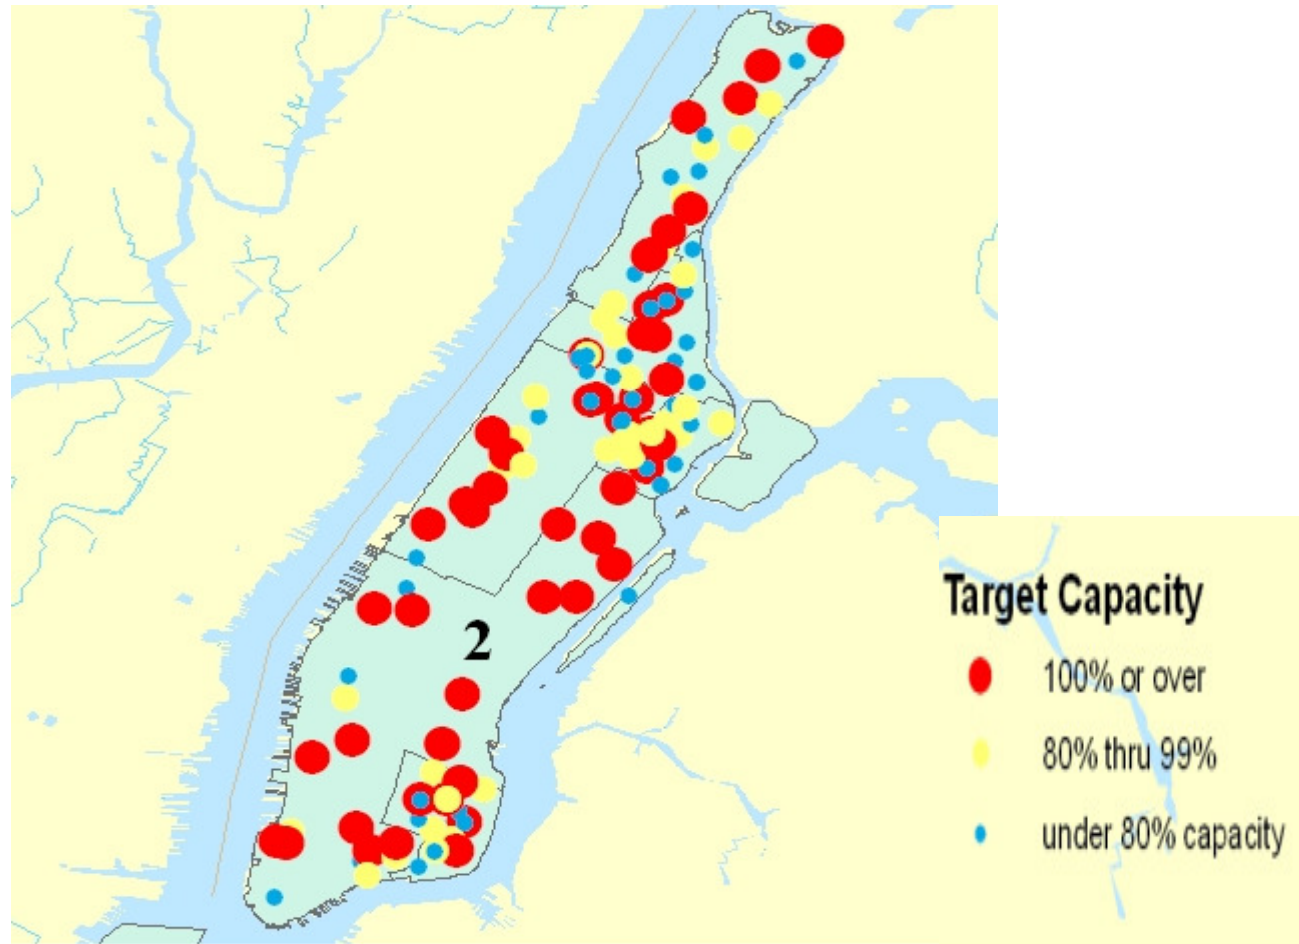 2
Target Capacity
100% or over
80% thru 99%
under 80% capacity